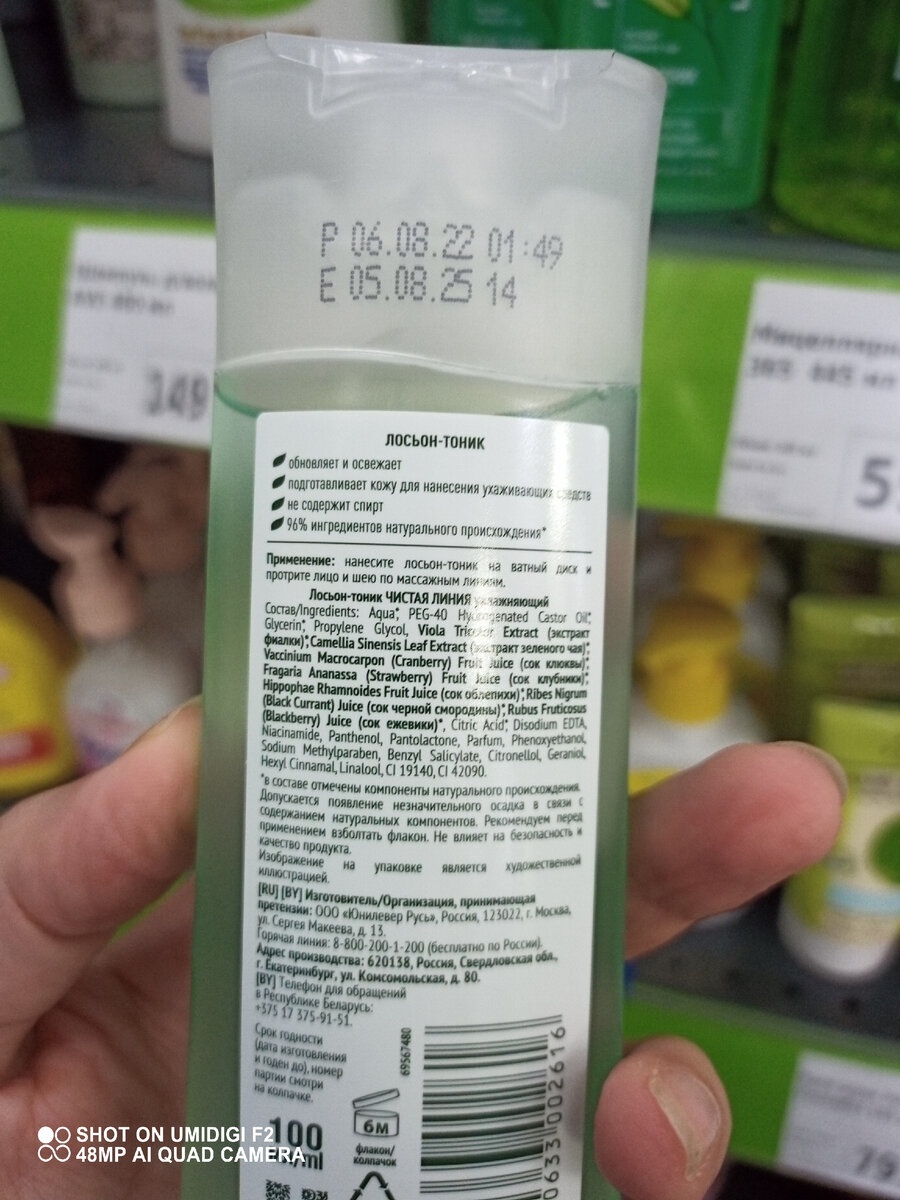 P 06.08.22 01:49
E 05.08.25 14
349
ЛОСЬОН-ТОНИК
обновляет и освежает
подготавливает кожу для нанесения ухаживающих средств
не содержит спирт
96% ингредиентов натурального происхождения*
Применение: нанесите лосьон-тоник на ватный диск и
протрите лицо и шею по массажным линиям.
Лосьон-тоник ЧИСТАЯ ЛИНИЯ увлажняющий
Состав/Ingredients: Aqua*, PEG-40 Hydrogenated Castor Oil*,
Glycerin*, Propylene Glycol, Viola Tricolor Extract (экстракт
фиалки)*, Camellia Sinensis Leaf Extract (экстракт зеленого чая)*,
Vaccinium Macrocarpon (Cranberry) Fruit Juice (сок клюквы)*,
Fragaria Ananassa (Strawberry) Fruit Juice (сок клубники)*,
Hippophae Rhamnoides Fruit Juice (сок облепихи)*, Ribes Nigrum
(Black Currant) Juice (сок черной смородины)*, Rubus Fruticosus
(Blackberry) Juice (сок ежевики)*, Citric Acid*, Disodium EDTA,
Niacinamide, Panthenol, Pantolactone, Parfum, Phenoxyethanol,
Sodium Methylparaben, Benzyl Salicylate, Citronellol, Geraniol,
Hexyl Cinnamal, Linalool, CI 19140, CI 42090.
*в составе отмечены компоненты натурального происхождения.
Допускается появление незначительного осадка в связи с
содержанием натуральных компонентов. Рекомендуем перед
применением взболтать флакон. Не влияет на безопасность и
качество продукта.
Изображение на упаковке является художественной
иллюстрацией.
[RU] [BY] Изготовитель/Организация, принимающая
претензии: ООО «Юнилевер Русь», Россия, 123022, г. Москва,
ул. Сергея Макеева, д. 13.
Горячая линия: 8-800-200-1-200 (бесплатно по России).
Адрес производства: 620138, Россия, Свердловская обл.,
г. Екатеринбург, ул. Комсомольская, д. 80.
[BY] Телефон для обращений
в Республике Беларусь:
+375 17 375-91-51.
Срок годности
(дата изготовления
и годен до), номер
партии смотри
на колпачке.
69567480
6М
флакон/
колпачок
100
/ml
0633 002616
SHOT ON UMIDIGI F2
48MP AI QUAD CAMERA